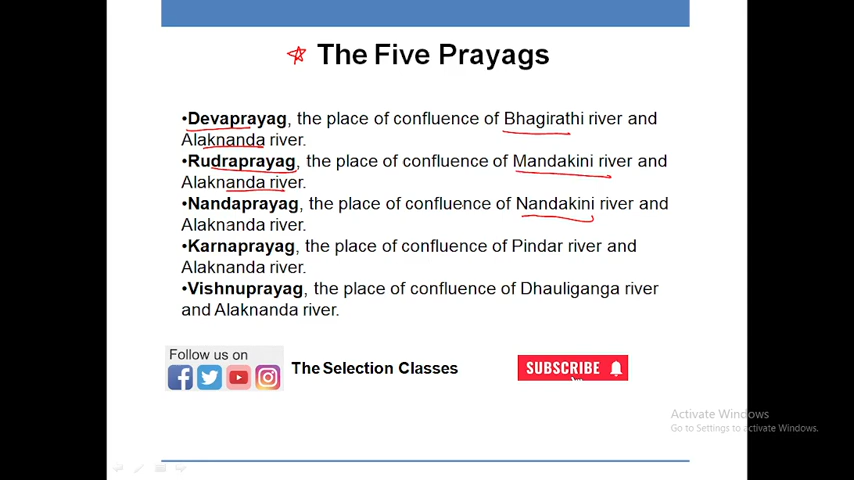 The Five Prayags
•Devaprayag, the place of confluence of Bhagirathi river and
Alaknanda river.
•Rudraprayag, the place of confluence of Mandakini river and
Alaknanda river.
•Nandaprayag, the place of confluence of Nandakini river and
Alaknanda river.
•Karnaprayag, the place of confluence of Pindar river and
Alaknanda river.
•Vishnuprayag, the place of confluence of Dhauliganga river
and Alaknanda river.
Follow us on
The Selection Classes
SUBSCRIBE
Activate Windows
Go to Settings to activate Windows.